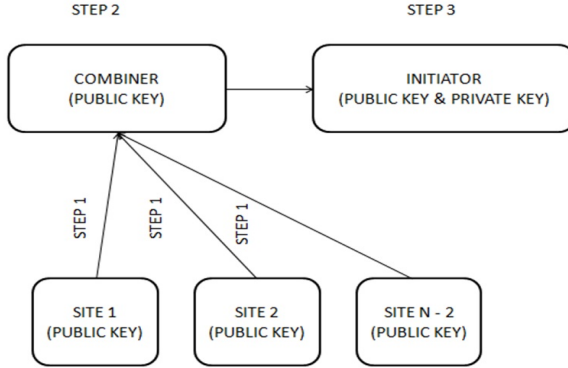 STEP 2
STEP 3
COMBINER
(PUBLIC KEY)
INITIATOR
(PUBLIC KEY & PRIVATE KEY)
STEP 1
STEP 1
STEP 1
SITE 1
(PUBLIC KEY)
SITE 2
(PUBLIC KEY)
SITE N - 2
(PUBLIC KEY)